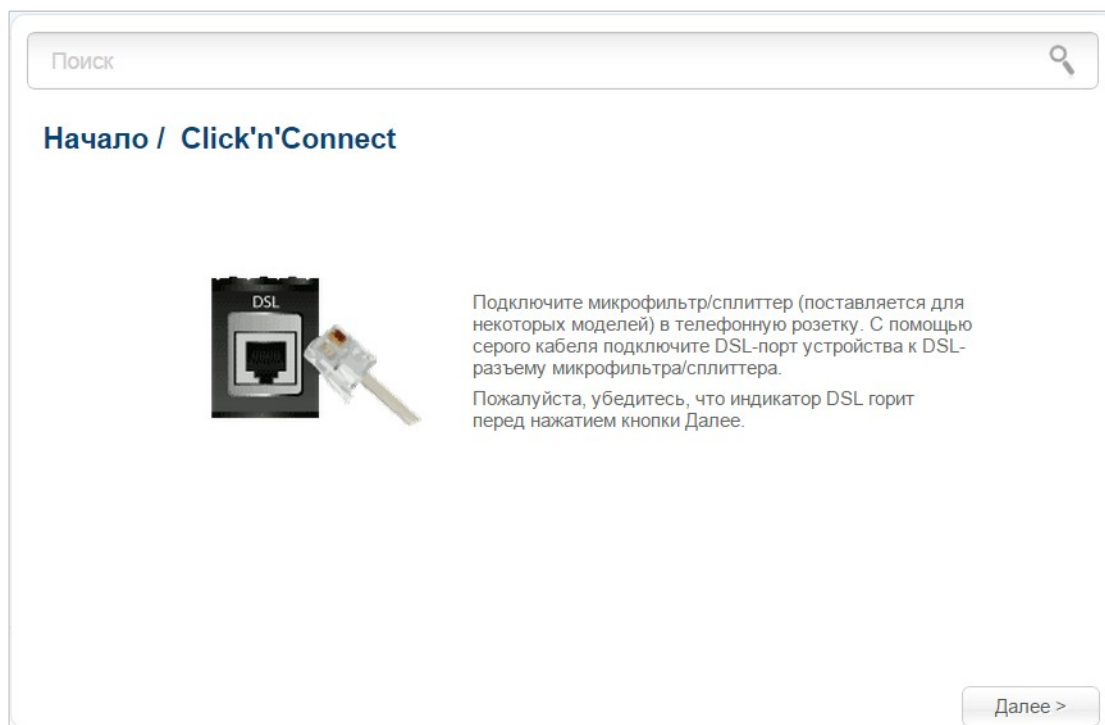 Поиск
Начало / Click'n'Connect
DSL
Подключите микрофильтр/сплиттер (поставляется для
некоторых моделей) в телефонную розетку. С помощью
серого кабеля подключите DSL-порт устройства к DSL-
разъему микрофильтра/сплиттера.
Пожалуйста, убедитесь, что индикатор DSL горит
перед нажатием кнопки Далее.
Далее >